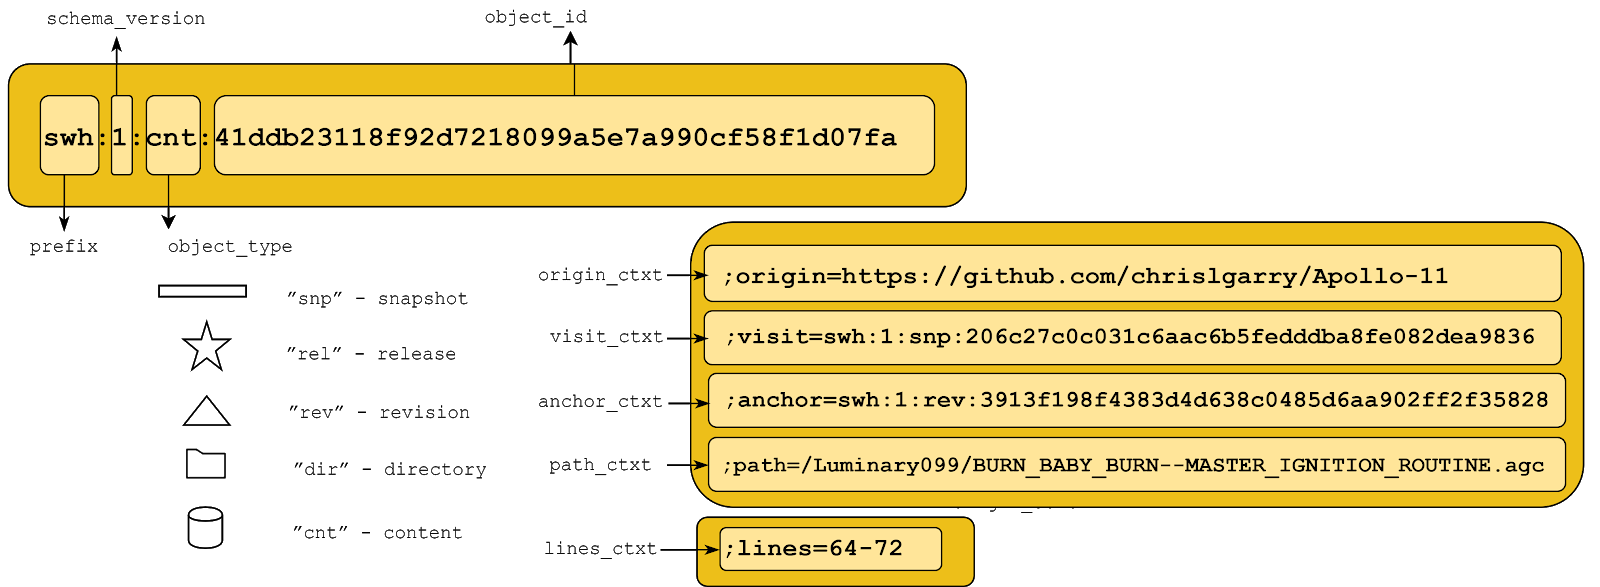 schema_version
object_id
swh:1:cnt:41ddb23118f92d7218099a5e7a990cf58f1d07fa
prefix
object_type
”snp” - snapshot
”rel” - release
”rev” - revision
”dir” - directory
”cnt” - content
origin_ctxt
;origin=https://github.com/chrislgarry/Apollo-11
visit_ctxt
;visit=swh:1:snp:206c27c0c031c6aac6b5fedddba8fe082dea9836
anchor_ctxt
;anchor=swh:1:rev:3913f198f4383d4d638c0485d6aa902ff2f35828
path_ctxt
;path=/Luminary099/BURN_BABY_BURN--MASTER_IGNITION_ROUTINE.agc
lines_ctxt
;lines=64-72